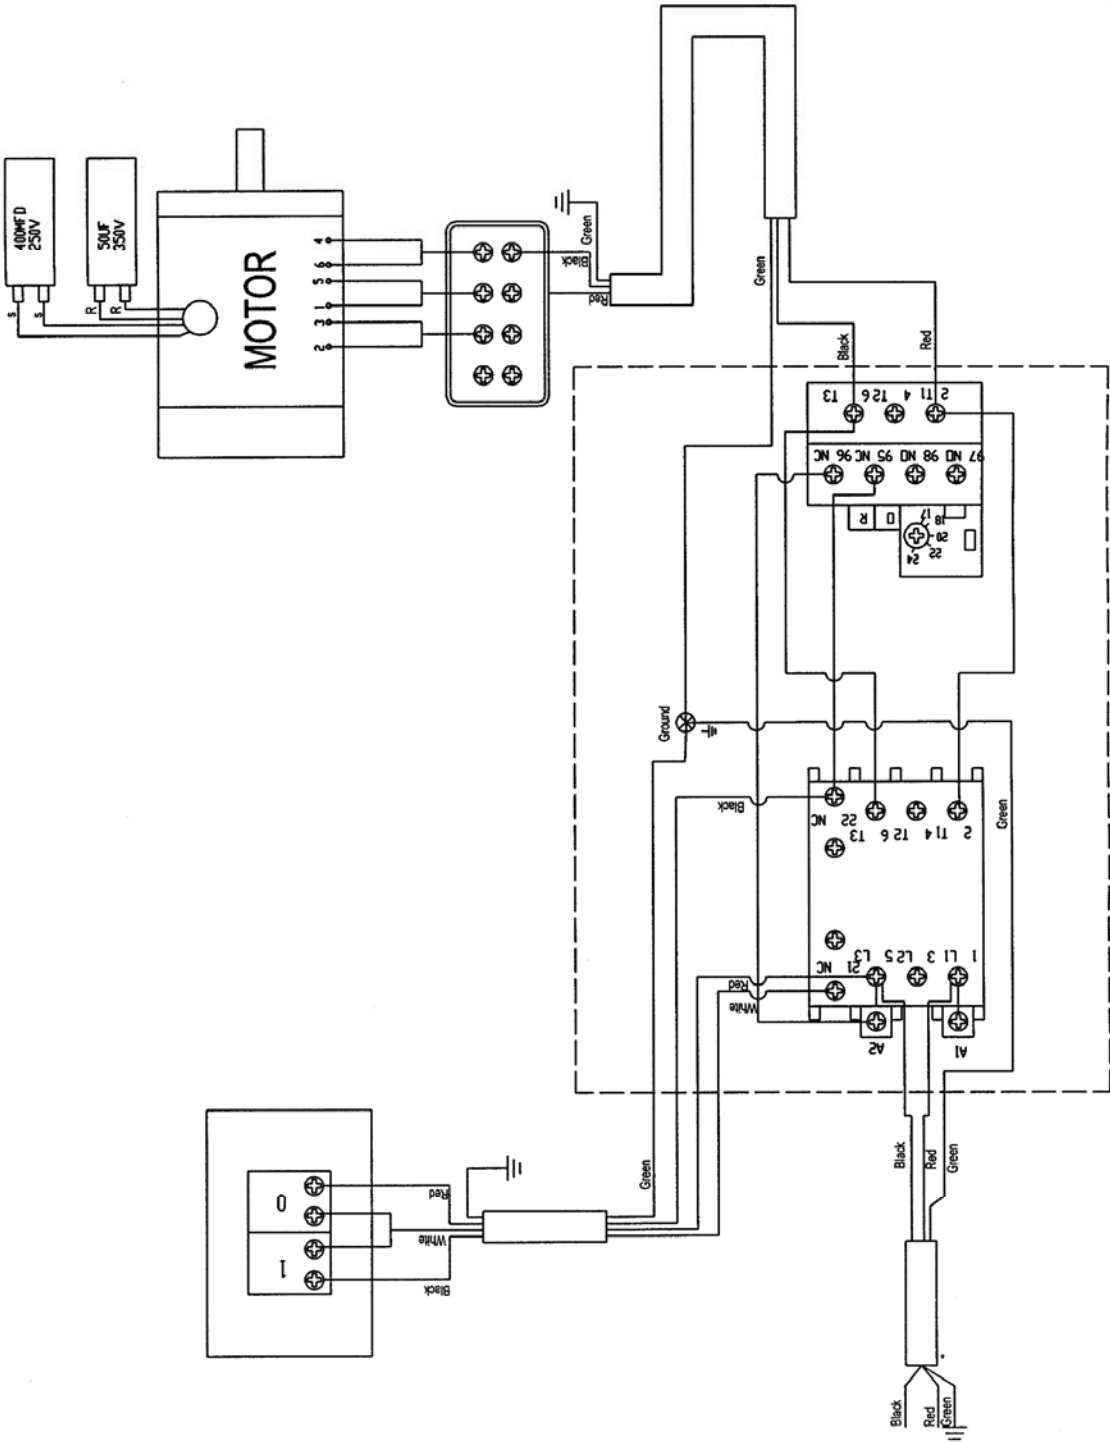 400MFD
250V
50UF
350V
s
s
R
R
MOTOR
4
6
5
1
3
2
Green
Black
Red
Green
Black
Red
T3
6
T2
4
T1
2
NC
96
NC
95
NO
98
NO
97
R
0
17
18
20
22
24
Ground
Black
Green
NC
22
T3
6
T2
4
T1
2
NC
21
L3
5
L2
3
L1
1
Red
White
A2
A1
0
1
Red
White
Black
Green
Black
Red
Green
Black
Red
Green